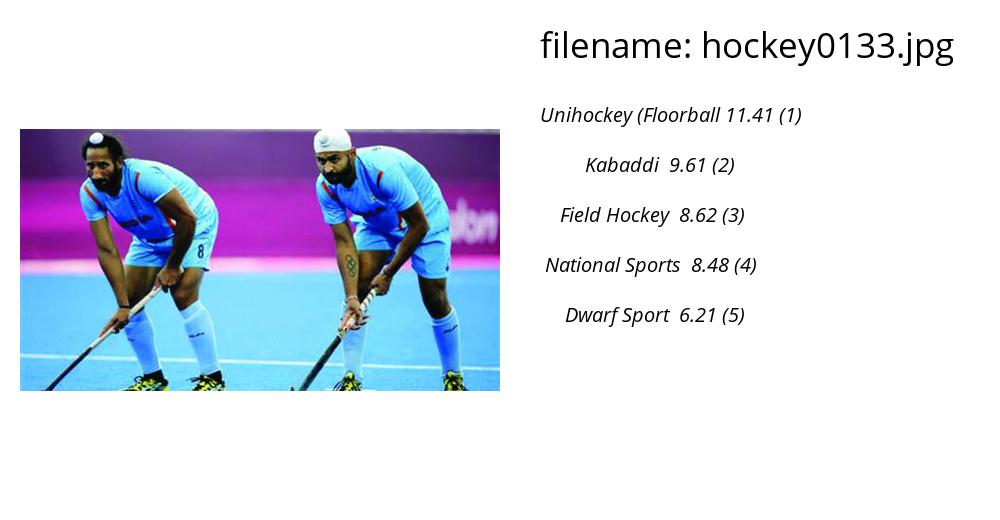 filename: hockey0133.jpg
Unihockey (Floorball 11.41 (1)
Kabaddi 9.61 (2)
Field Hockey 8.62 (3)
National Sports 8.48 (4)
Dwarf Sport 6.21 (5)
8